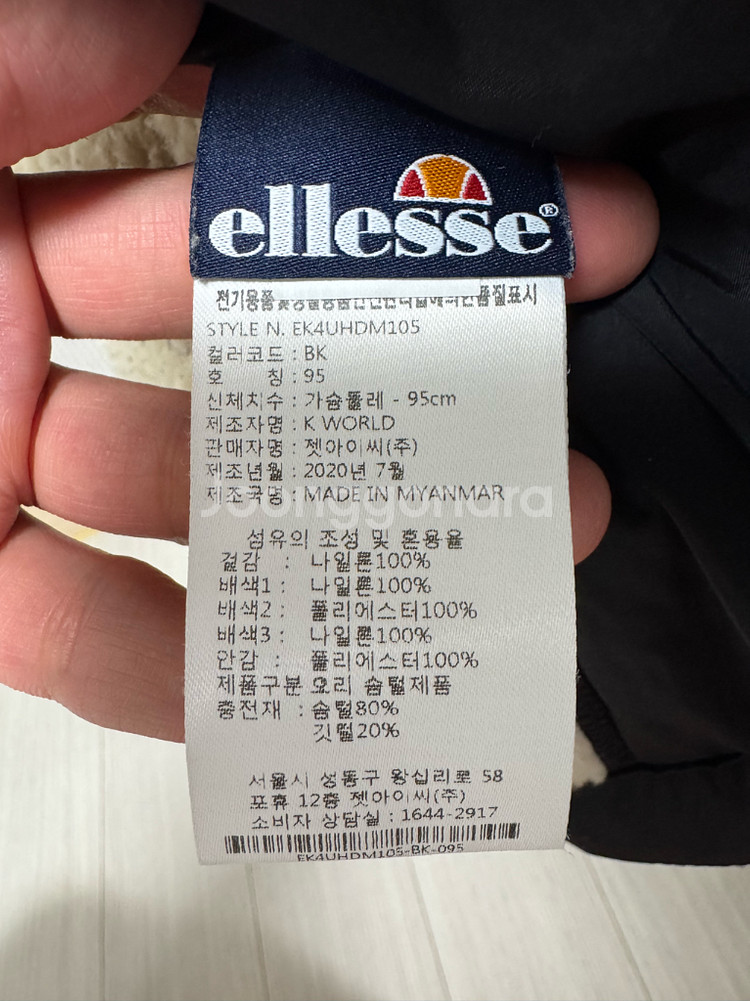 ellesse®
전기용품및생활용품안전관리법에의한품질표시
STYLE N. EK4UHDM105
컬러코드 : BK
호 칭 : 95
신체치수 : 가슴둘레 - 95cm
제조자명 : K WORLD
판매자명 : 젯아이씨(주)
제조년월 : 2020년 7월
제조국명 : MADE IN MYANMAR
Joonggonara
섬유의 조성 및 혼용율
겉감 : 나일론100%
배색1 : 나일론100%
배색2 : 폴리에스터100%
배색3 : 나일론100%
안감 : 폴리에스터100%
제품구분 오리 솜털제품
충전재 : 솜털80%
깃털20%
서울시 성동구 왕십리로 58
포휴 12층 젯아이씨(주)
소비자 상담실 : 1644-2917
EK4UHDM105-BK-095